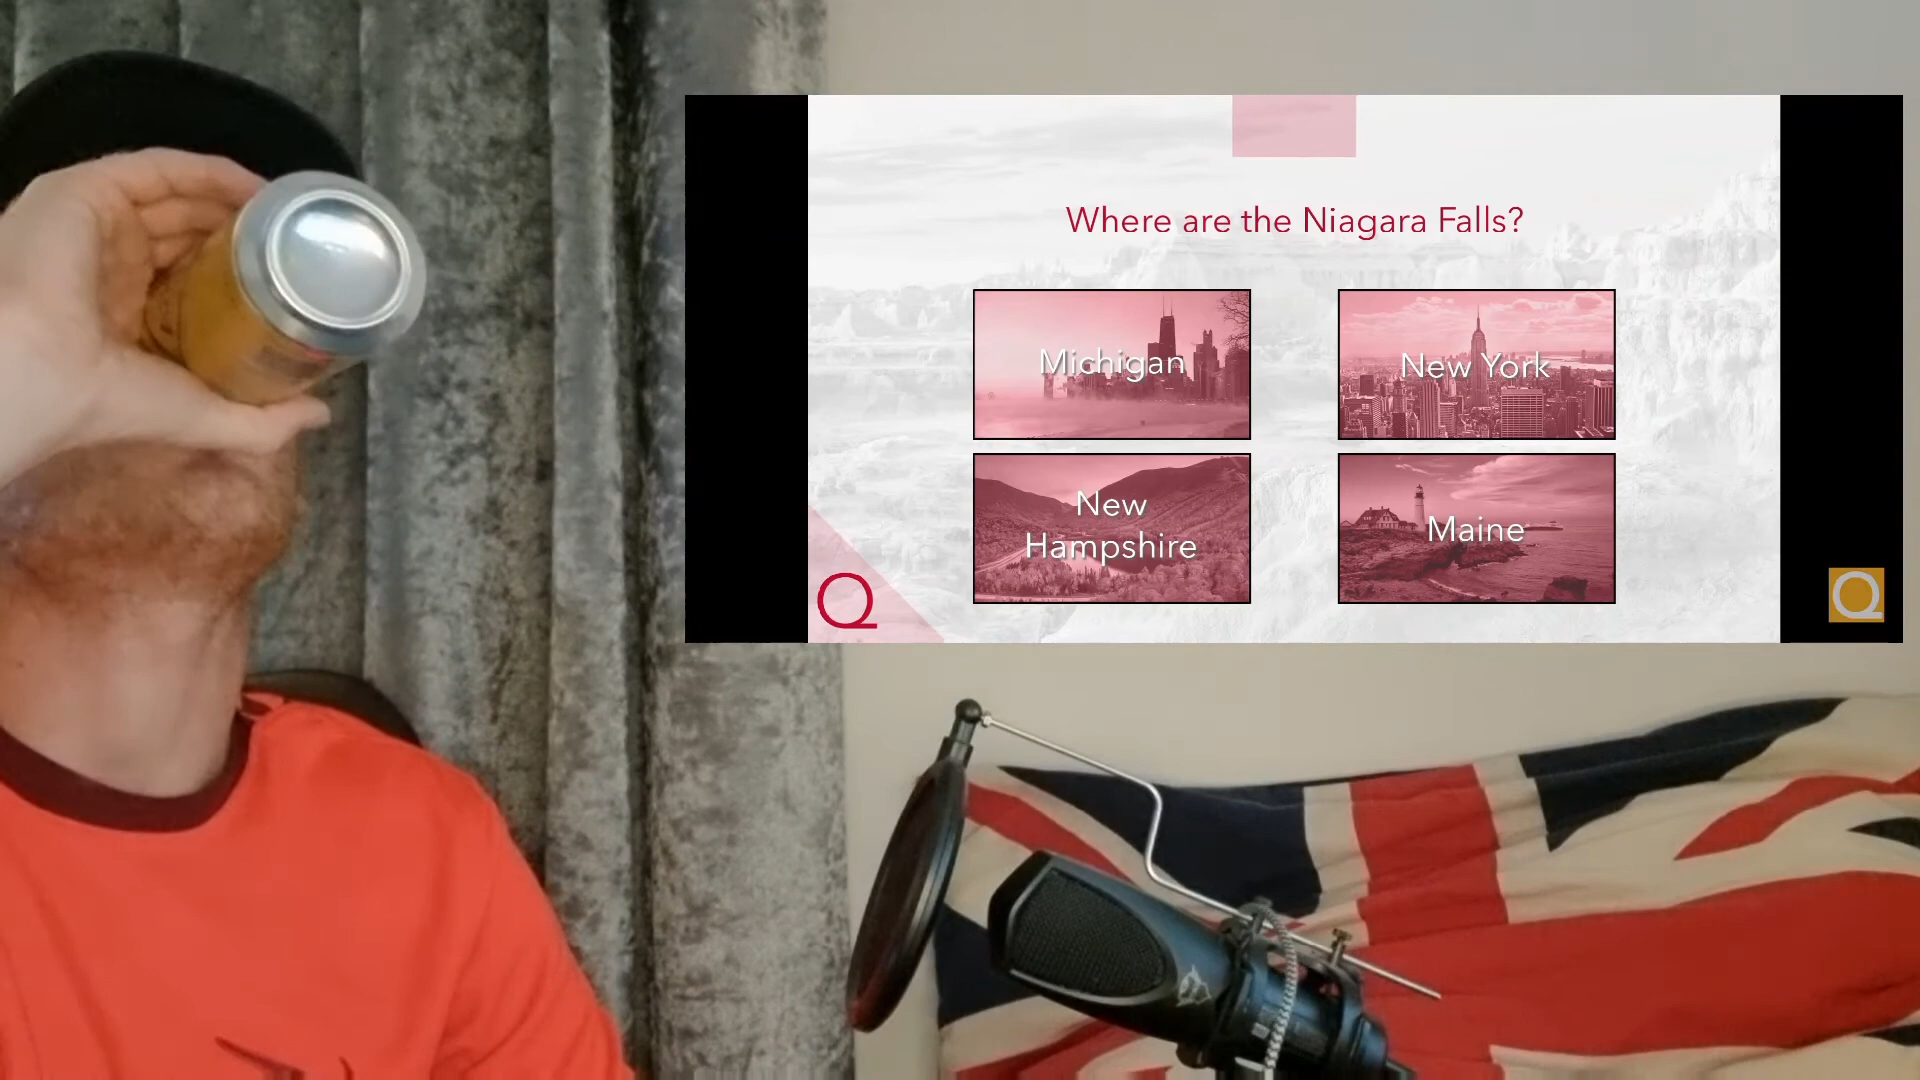 Where are the Niagara Falls?
Michigan
New York
New
Hampshire
Maine
Q
Q